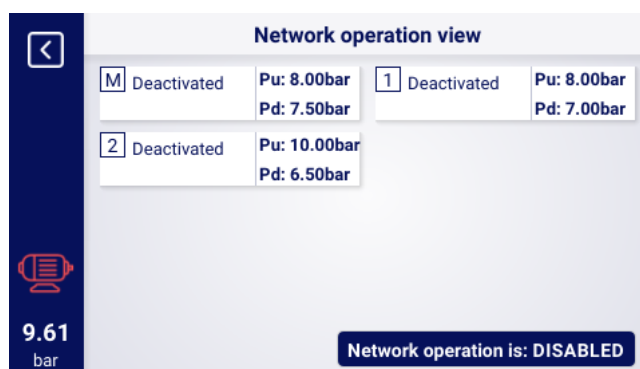 Network operation view
M Deactivated Pu: 8.00bar
Pd: 7.50bar
1 Deactivated Pu: 8.00bar
Pd: 7.00bar
2 Deactivated Pu: 10.00bar
Pd: 6.50bar
9.61
bar
Network operation is: DISABLED